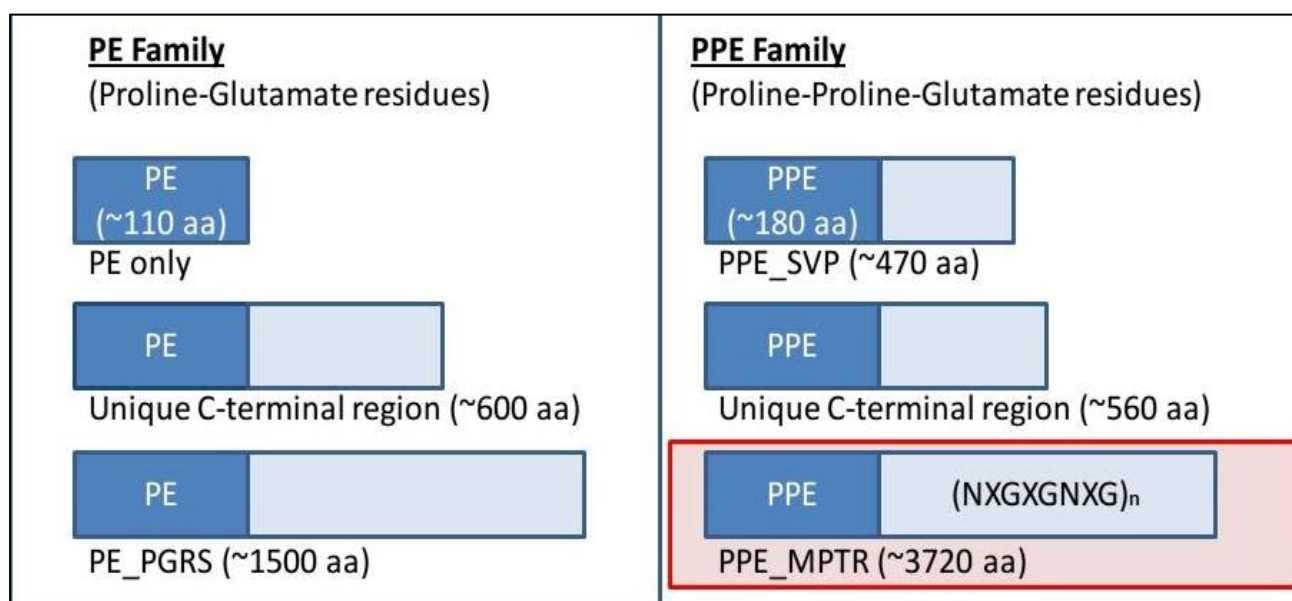 PE Family
(Proline-Glutamate residues)
PE
(~110 aa)
PE only
PE
Unique C-terminal region (~600 aa)
PE
PE_PGRS (~1500 aa)
PPE Family
(Proline-Proline-Glutamate residues)
PPE
(~180 aa)
PPE_SVP (~470 aa)
PPE
Unique C-terminal region (~560 aa)
PPE (NXGXGNXG)n
PPE_MPTR (~3720 aa)